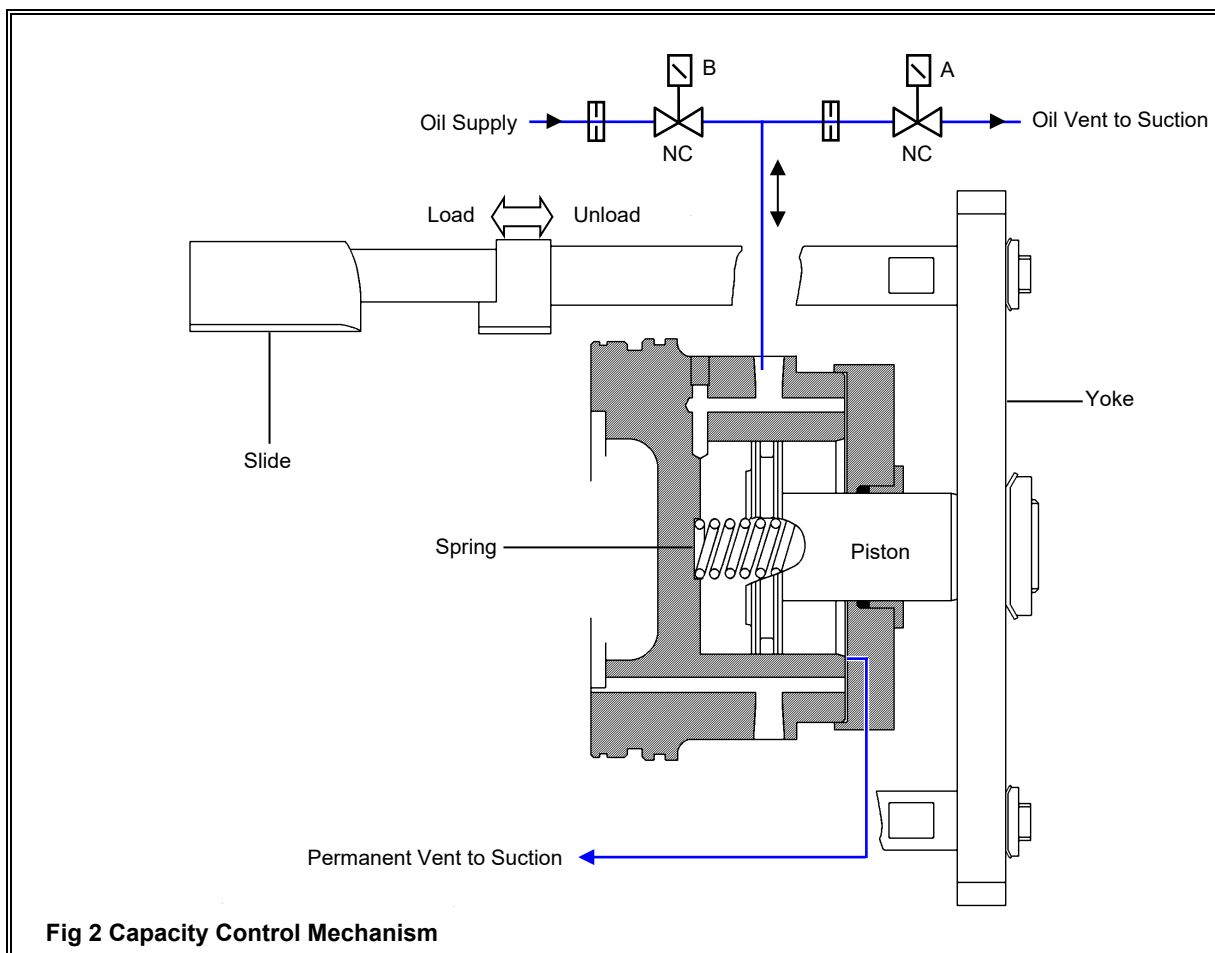 B
A
Oil Supply
Oil Vent to Suction
NC
NC
Load
Unload
Yoke
Slide
Spring
Piston
Permanent Vent to Suction
Fig 2 Capacity Control Mechanism